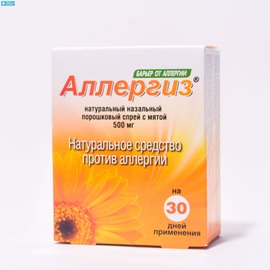 БАРЬЕР ОТ АЛЛЕРГИИ
Аллергиз®
натуральный назальный
порошковый спрей с мятой
500 мг
Натуральное средство
против аллергии
на
30
дней
применения